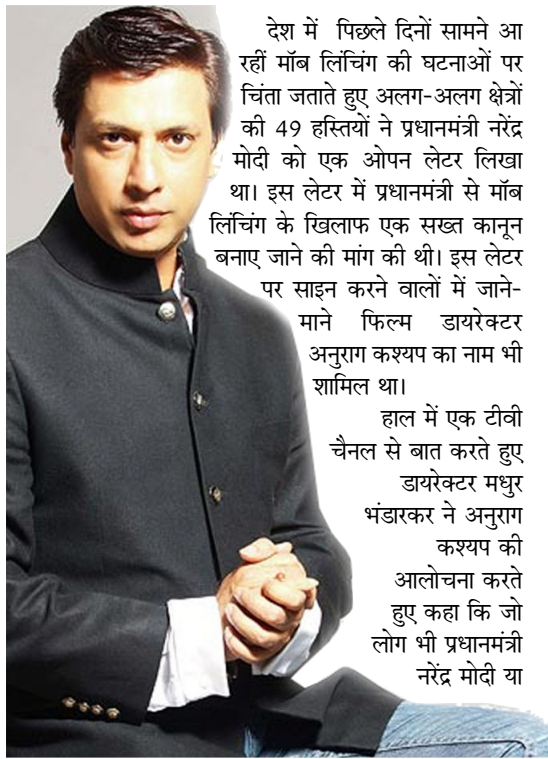 देश में पिछले दिनों सामने आ
रहीं मॉब लिंचिंग की घटनाओं पर
चिंता जताते हुए अलग-अलग क्षेत्रों
की 49 हस्तियों ने प्रधानमंत्री नरेंद्र
मोदी को एक ओपन लेटर लिखा
था। इस लेटर में प्रधानमंत्री से मॉब
लिंचिंग के खिलाफ एक सख्त कानून
बनाए जाने की मांग की थी। इस लेटर
पर साइन करने वालों में जाने-
माने फिल्म डायरेक्टर
अनुराग कश्यप का नाम भी
शामिल था।
हाल में एक टीवी
चैनल से बात करते हुए
डायरेक्टर मधुर
भंडारकर ने अनुराग
कश्यप की
आलोचना करते
हुए कहा कि जो
लोग भी प्रधानमंत्री
नरेंद्र मोदी या